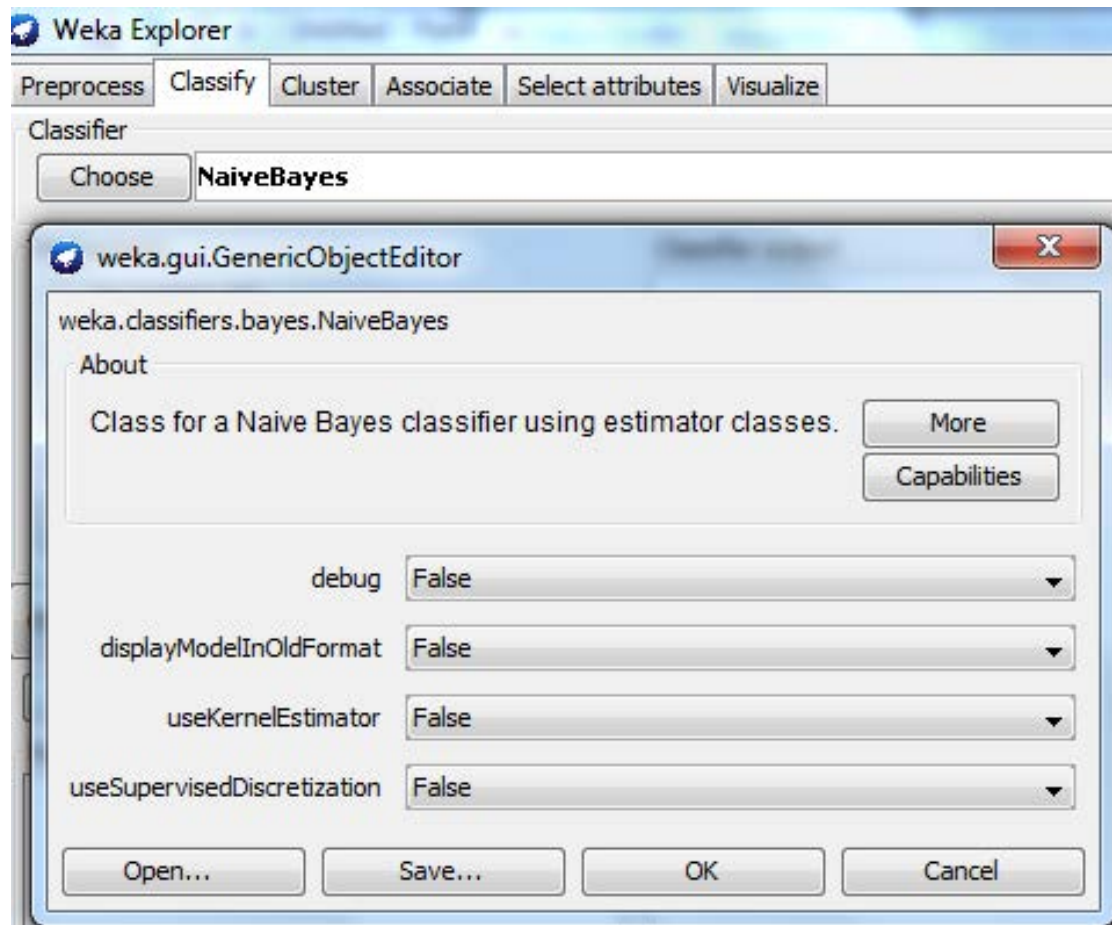 Weka Explorer
Preprocess Classify Cluster Associate Select attributes Visualize
Classifier
Choose NaiveBayes
weka.gui.GenericObjectEditor
weka.classifiers.bayes.NaiveBayes
About
Class for a Naive Bayes classifier using estimator classes. More
Capabilities
debug False
displayModelInOldFormat False
useKernelEstimator False
useSupervisedDiscretization False
Open... Save... OK Cancel